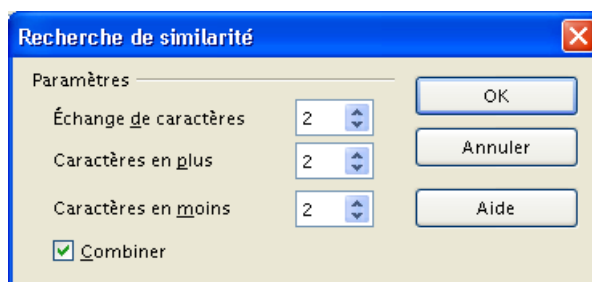 Recherche de similarité
Paramètres
OK
Échange de caractères 2
Annuler
Caractères en plus 2
Caractères en moins 2
Aide
Combiner